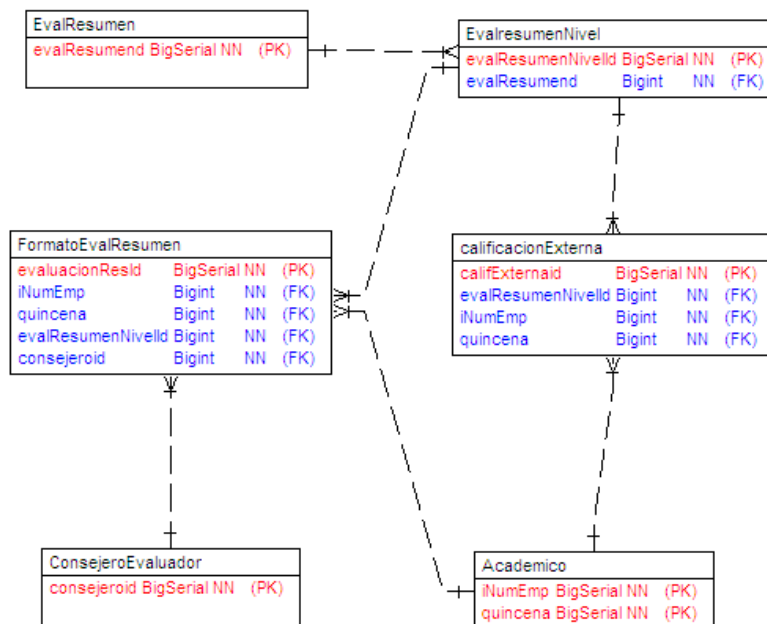 EvalResumen
evalResumend BigSerial NN (PK)
EvalresumenNivel
evalResumenNivelId BigSerial NN (PK)
evalResumend Bigint NN (FK)
FormatoEvalResumen
evaluacionResId BigSerial NN (PK)
iNumEmp Bigint NN (FK)
quincena Bigint NN (FK)
evalResumenNivelId Bigint NN (FK)
consejeroid Bigint NN (FK)
calificacionExterna
califExternaid BigSerial NN (PK)
evalResumenNivelId Bigint NN (FK)
iNumEmp Bigint NN (FK)
quincena Bigint NN (FK)
ConsejeroEvaluador
consejeroid BigSerial NN (PK)
Academico
iNumEmp BigSerial NN (PK)
quincena BigSerial NN (PK)